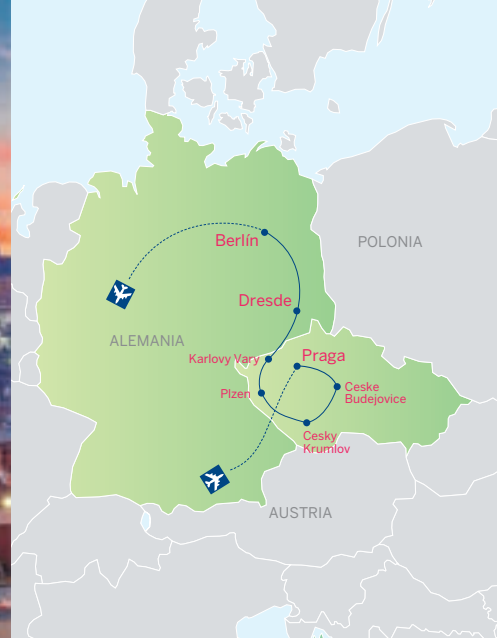 Berlín
POLONIA
Dresde
ALEMANIA
Karlovy Vary
Praga
Plzen
Ceske
Budejovice
Cesky
Krumlov
AUSTRIA